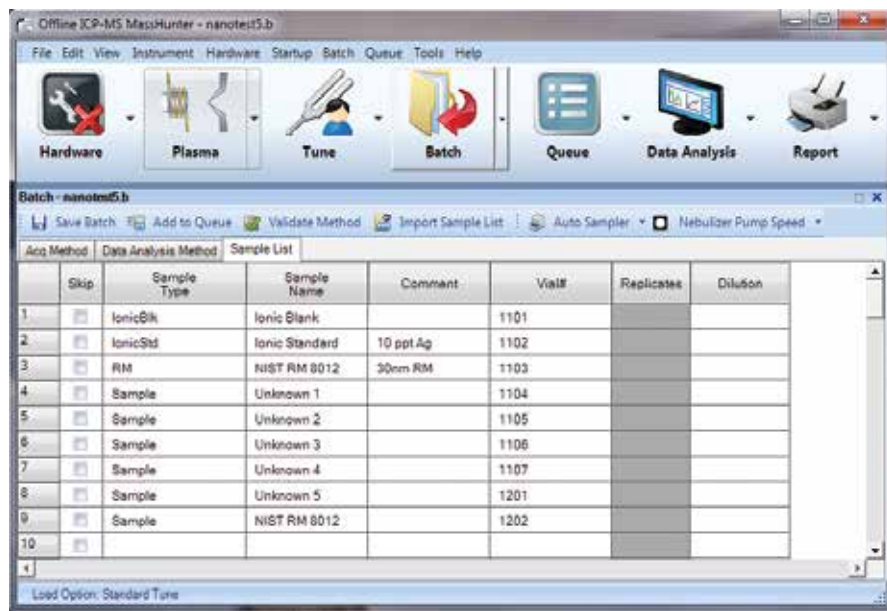 Offline ICP-MS MassHunter - nanotest5.b
File Edit View Instrument Hardware Startup Batch Queue Tools Help
Hardware Plasma Tune Batch Queue Data Analysis Report
Batch - nanotest5.b
Save Batch Add to Queue Validate Method Import Sample List Auto Sampler Nebulizer Pump Speed
Acq Method Data Analysis Method Sample List
Skip Sample Type Sample Name Comment Vial# Replicates Dilution
1 IonicBlk Ionic Blank 1101
2 IonicStd Ionic Standard 10 ppt Ag 1102
3 RM NIST RM 8012 30nm RM 1103
4 Sample Unknown 1 1104
5 Sample Unknown 2 1105
6 Sample Unknown 3 1106
7 Sample Unknown 4 1107
8 Sample Unknown 5 1201
9 Sample NIST RM 8012 1202
10
Load Option: Standard Tune